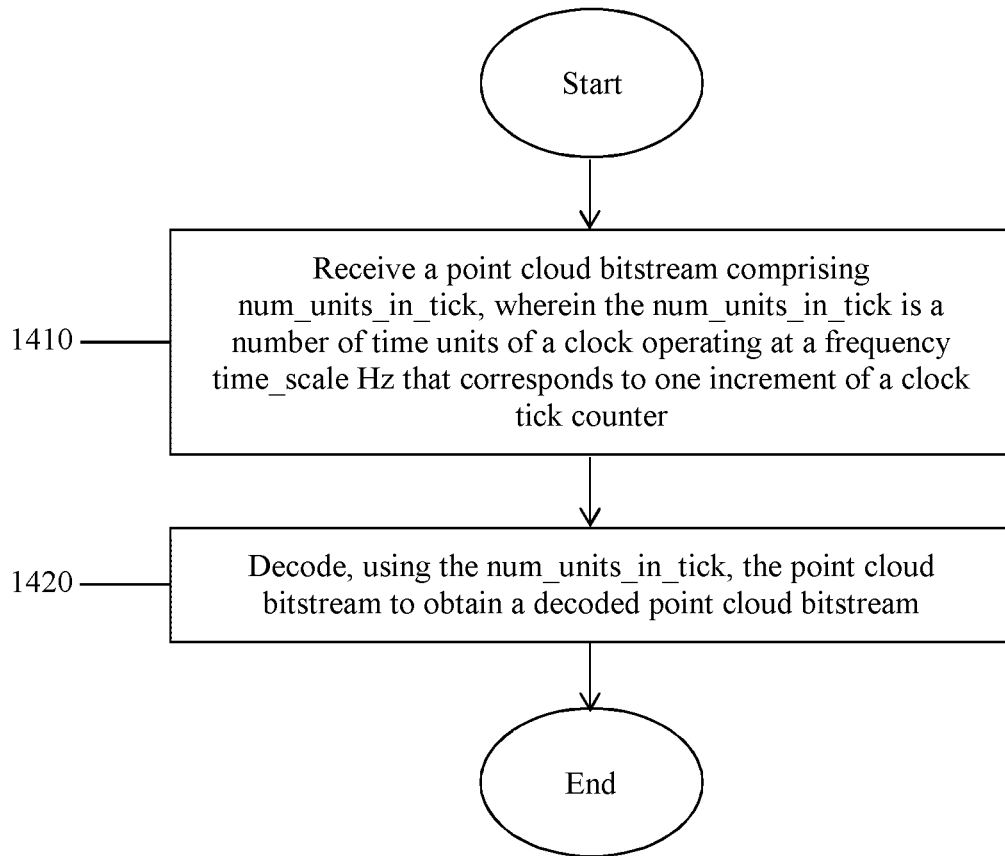 Start
1410
Receive a point cloud bitstream comprising
num_units_in_tick, wherein the num_units_in_tick is a
number of time units of a clock operating at a frequency
time_scale Hz that corresponds to one increment of a clock
tick counter
1420
Decode, using the num_units_in_tick, the point cloud
bitstream to obtain a decoded point cloud bitstream
End